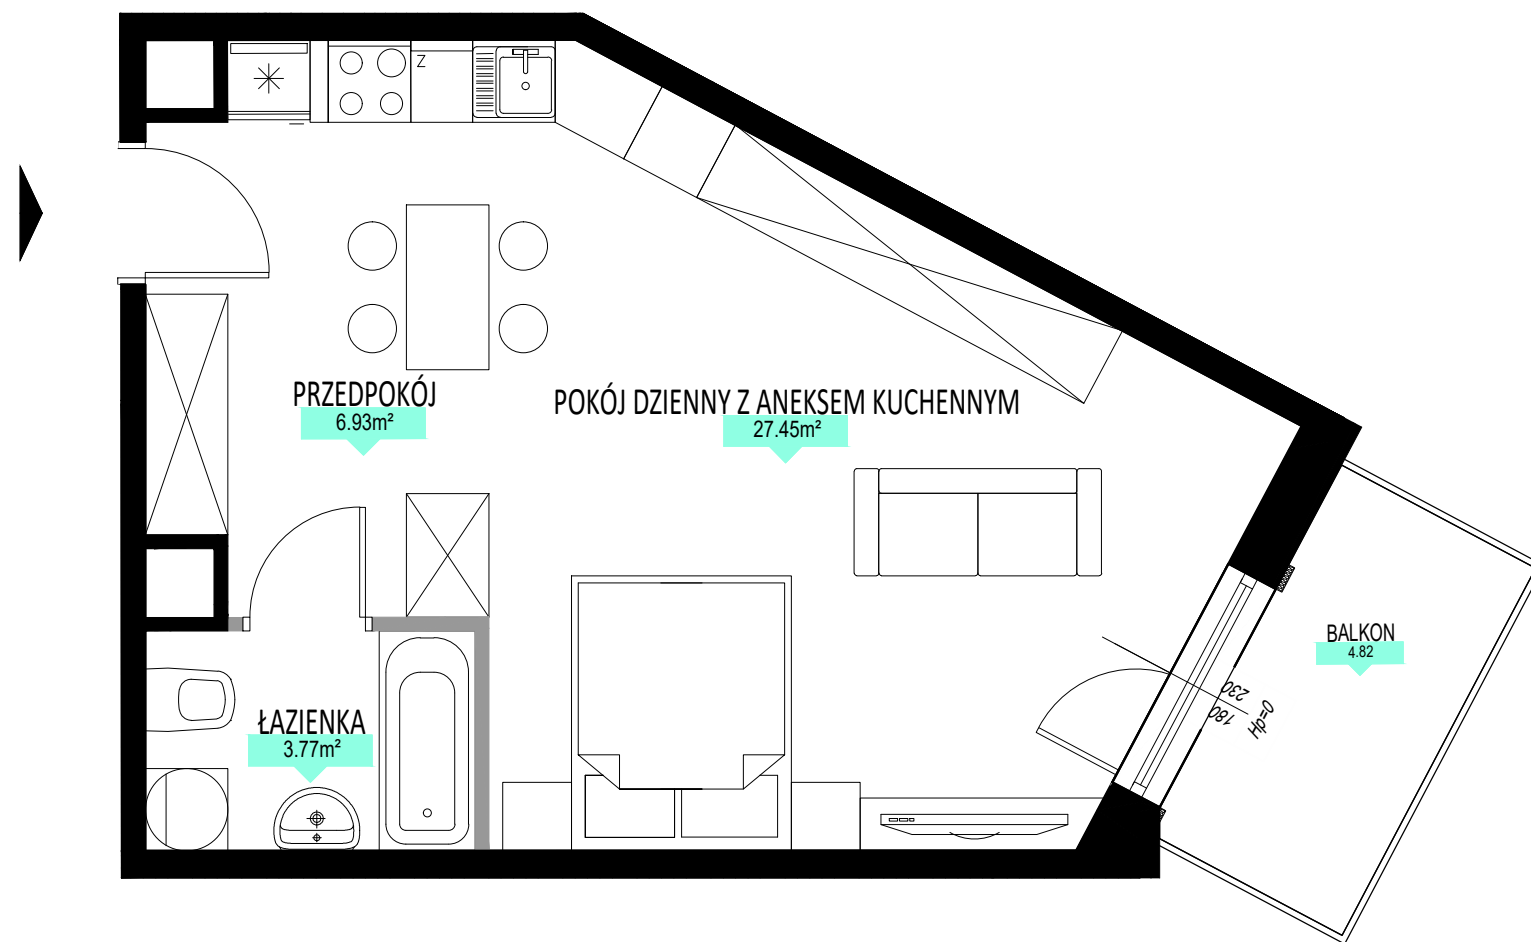 Z
PRZEDPOKÓJ
6.93m²
POKÓJ DZIENNY Z ANEKSEM KUCHENNYM
27.45m²
BALKON
4.82
230
180
Hp=0
ŁAZIENKA
3.77m²